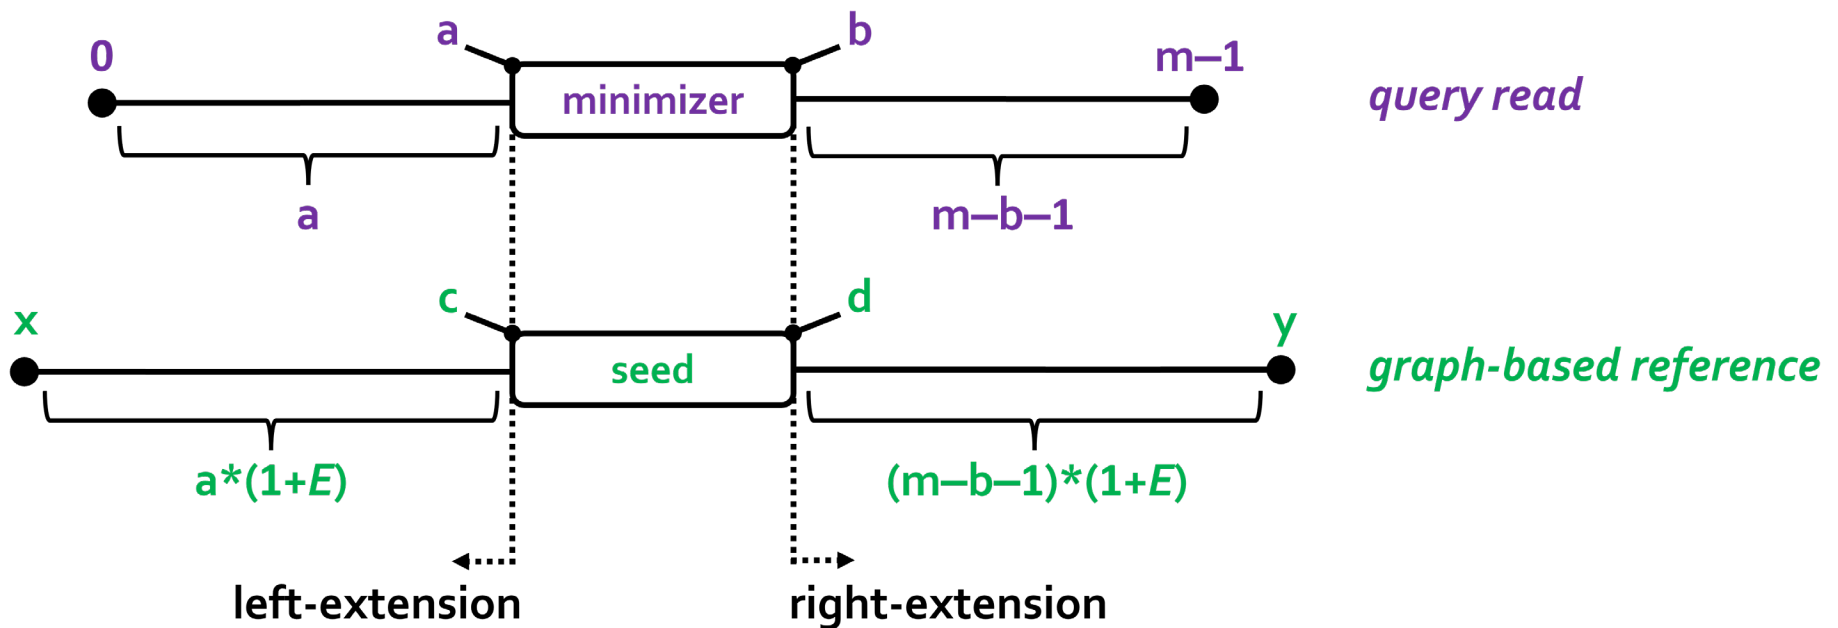 0
a
b
m–1
minimizer
query read
a
m–b–1
x
c
d
y
seed
graph-based reference
a*(1+E)
(m–b–1)*(1+E)
left-extension
right-extension